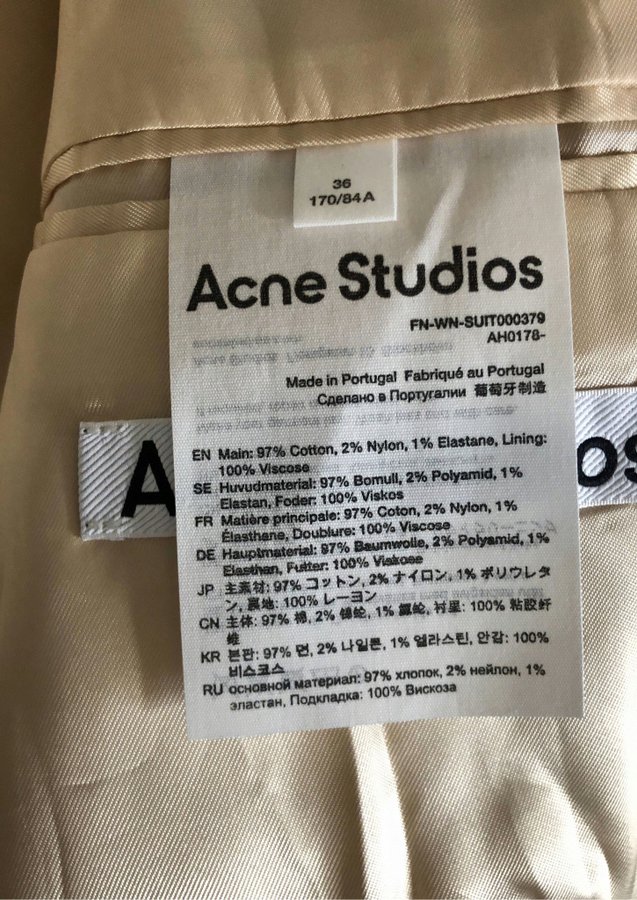 36
170/84A
Acne Studios
FN-WN-SUIT000379
AH0178-
Made in Portugal Fabriqué au Portugal
Сделано в Португалии 葡萄牙制造
A
os
EN Main: 97% Cotton, 2% Nylon, 1% Elastane, Lining:
100% Viscose
SE Huvudmaterial: 97% Bomull, 2% Polyamid, 1%
Elastan, Foder: 100% Viskos
FR Matière principale: 97% Coton, 2% Nylon, 1%
Élasthane, Doublure: 100% Viscose
DE Hauptmaterial: 97% Baumwolle, 2% Polyamid, 1%
Elasthan, Futter: 100% Viskose
JP 主素材: 97% コットン, 2% ナイロン, 1% ポリウレタ
ン, 裏地: 100% レーヨン
CN 主体: 97% 棉, 2% 锦纶, 1% 氨纶, 衬里: 100% 粘胶纤
维
KR 본판: 97% 면, 2% 나일론, 1% 엘라스틴, 안감: 100%
비스코스
RU основной материал: 97% хлопок, 2% нейлон, 1%
эластан, Подкладка: 100% Вискоза